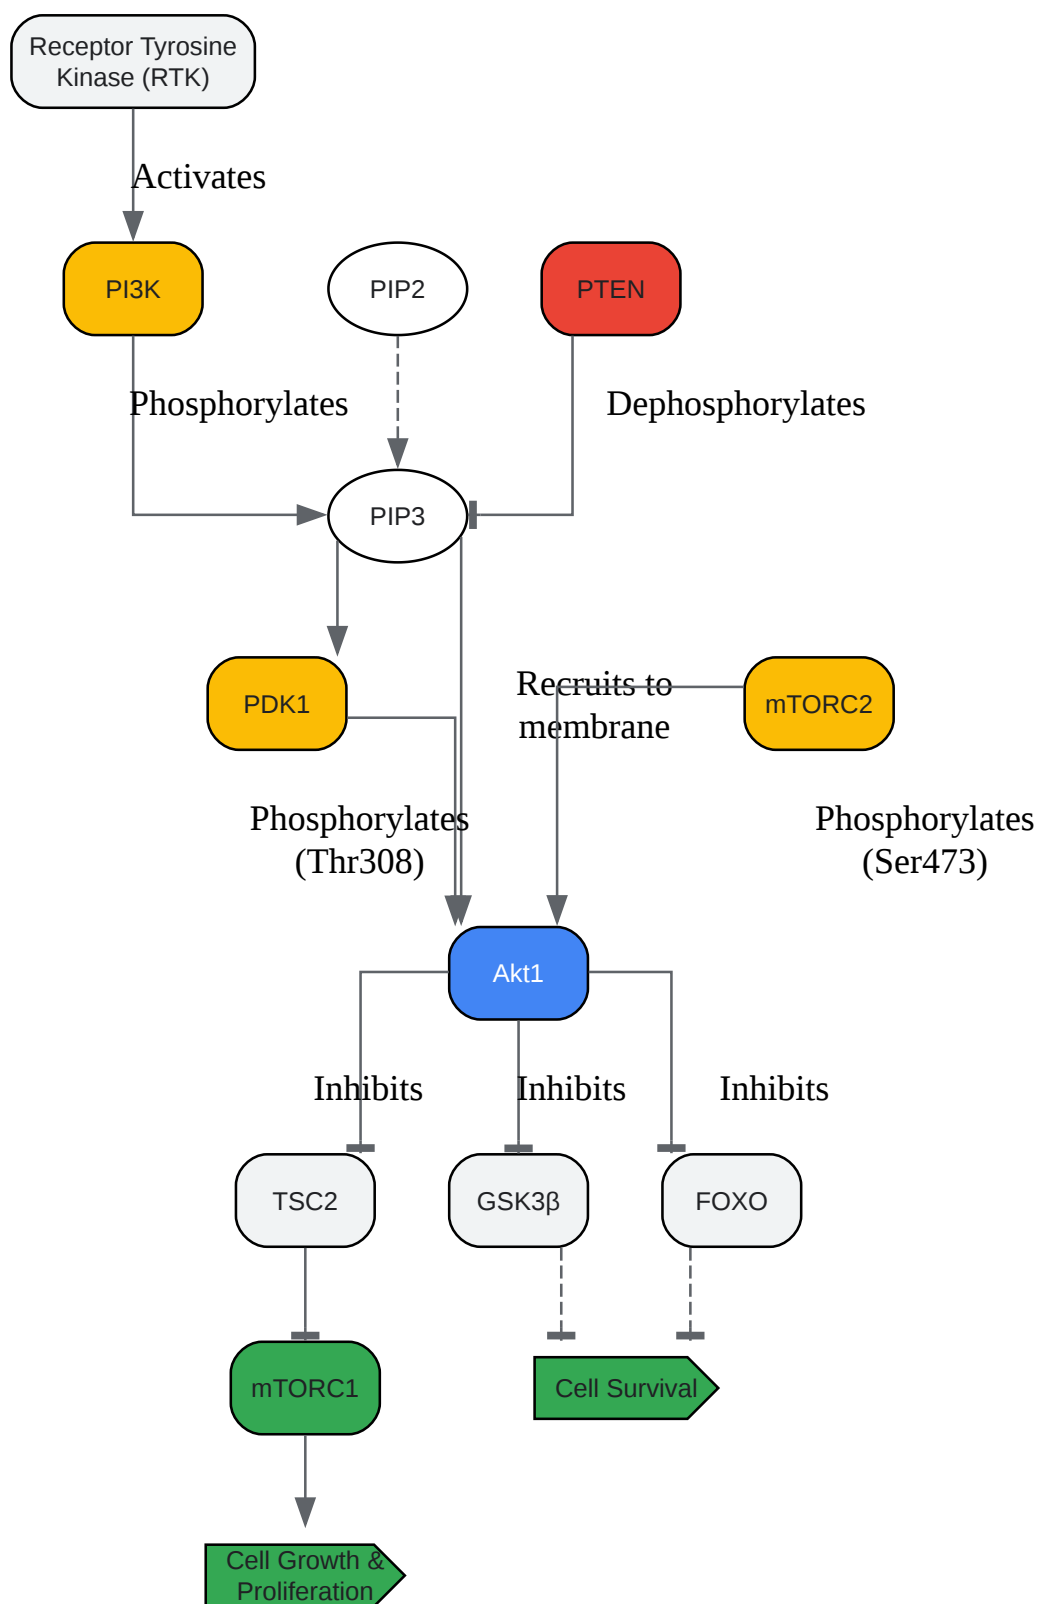 Receptor Tyrosine
Kinase (RTK)
Activates
PI3K
PIP2
PTEN
Phosphorylates
Dephosphorylates
PIP3
PDK1
Recruits to
membrane
mTORC2
Phosphorylates
(Thr308)
Phosphorylates
(Ser473)
Akt1
Inhibits
Inhibits
Inhibits
TSC2
GSK3β
FOXO
mTORC1
Cell Survival
Cell Growth &
Proliferation